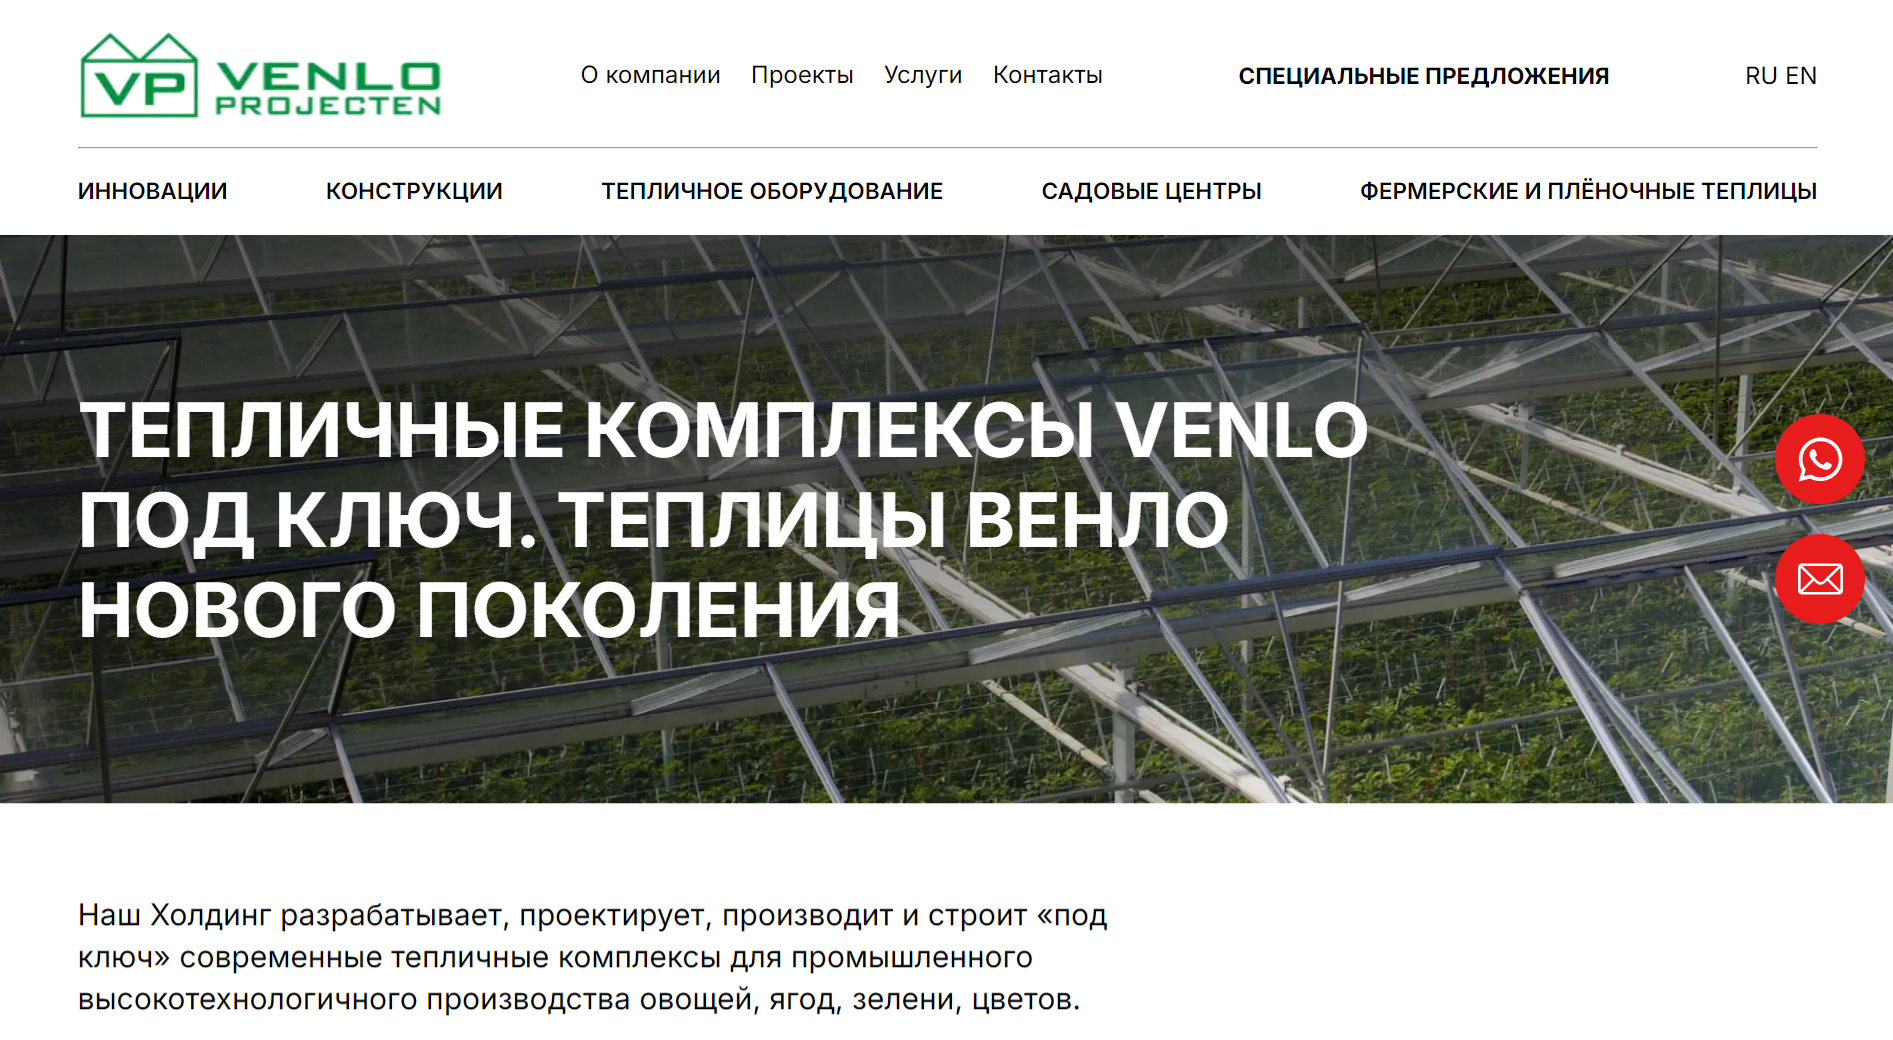 VP VENLO
PROJECTEN
О компании Проекты Услуги Контакты
СПЕЦИАЛЬНЫЕ ПРЕДЛОЖЕНИЯ
RU EN
ИННОВАЦИИ КОНСТРУКЦИИ ТЕПЛИЧНОЕ ОБОРУДОВАНИЕ САДОВЫЕ ЦЕНТРЫ ФЕРМЕРСКИЕ И ПЛЁНОЧНЫЕ ТЕПЛИЦЫ
ТЕПЛИЧНЫЕ КОМПЛЕКСЫ VENLO
ПОД КЛЮЧ. ТЕПЛИЦЫ ВЕНЛО
НОВОГО ПОКОЛЕНИЯ
Наш Холдинг разрабатывает, проектирует, производит и строит «под
ключ» современные тепличные комплексы для промышленного
высокотехнологичного производства овощей, ягод, зелени, цветов.